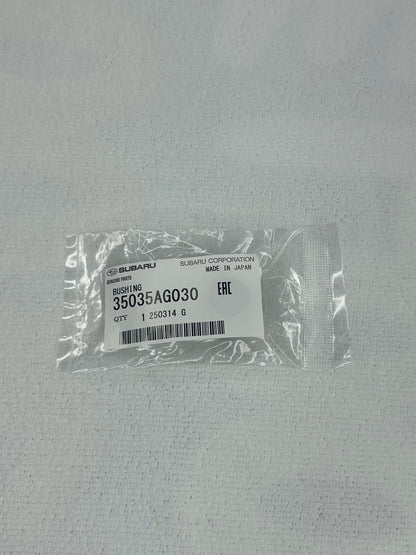 SUBARU
SUBARU CORPORATION
GENUINE PARTS
MADE IN JAPAN
BUSHING
35035AG030
EAC
QTY 1 250314 G